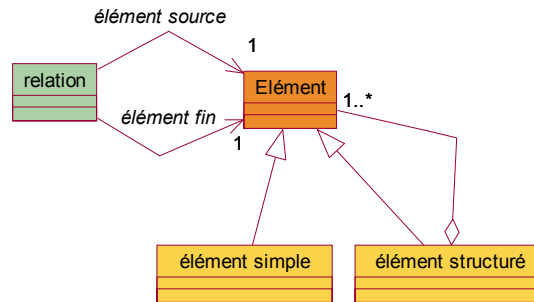 élément source
1
relation
Elément
1..*
élément fin
1
élément simple
élément structuré